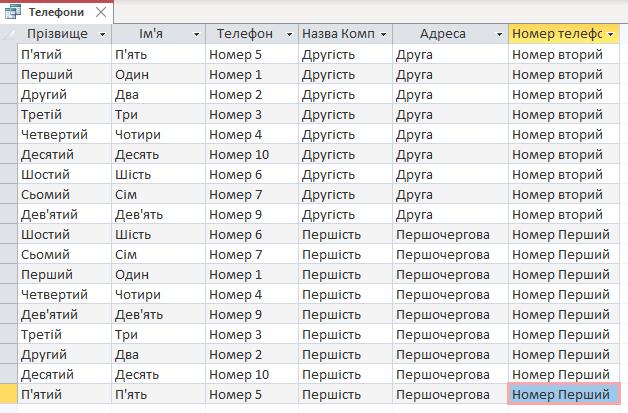 Телефони
Прізвище Ім'я Телефон Назва Комп Адреса Номер телефс
П'ятий П'ять Номер 5 Другість Друга Номер вторий
Перший Один Номер 1 Другість Друга Номер вторий
Другий Два Номер 2 Другість Друга Номер вторий
Третій Три Номер 3 Другість Друга Номер вторий
Четвертий Чотири Номер 4 Другість Друга Номер вторий
Десятий Десять Номер 10 Другість Друга Номер вторий
Шостий Шість Номер 6 Другість Друга Номер вторий
Сьомий Сім Номер 7 Другість Друга Номер вторий
Дев'ятий Дев'ять Номер 9 Другість Друга Номер вторий
Шостий Шість Номер 6 Першість Першочергова Номер Перший
Сьомий Сім Номер 7 Першість Першочергова Номер Перший
Перший Один Номер 1 Першість Першочергова Номер Перший
Четвертий Чотири Номер 4 Першість Першочергова Номер Перший
Дев'ятий Дев'ять Номер 9 Першість Першочергова Номер Перший
Третій Три Номер 3 Першість Першочергова Номер Перший
Другий Два Номер 2 Першість Першочергова Номер Перший
Десятий Десять Номер 10 Першість Першочергова Номер Перший
П'ятий П'ять Номер 5 Першість Першочергова Номер Перший